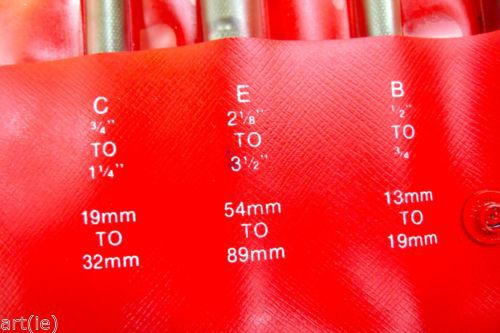 C
3/4"
TO
1 1/4"
19mm
TO
32mm
E
2 1/8"
TO
3 1/2"
54mm
TO
89mm
B
1/2"
TO
3/4
13mm
TO
19mm
art(ie)